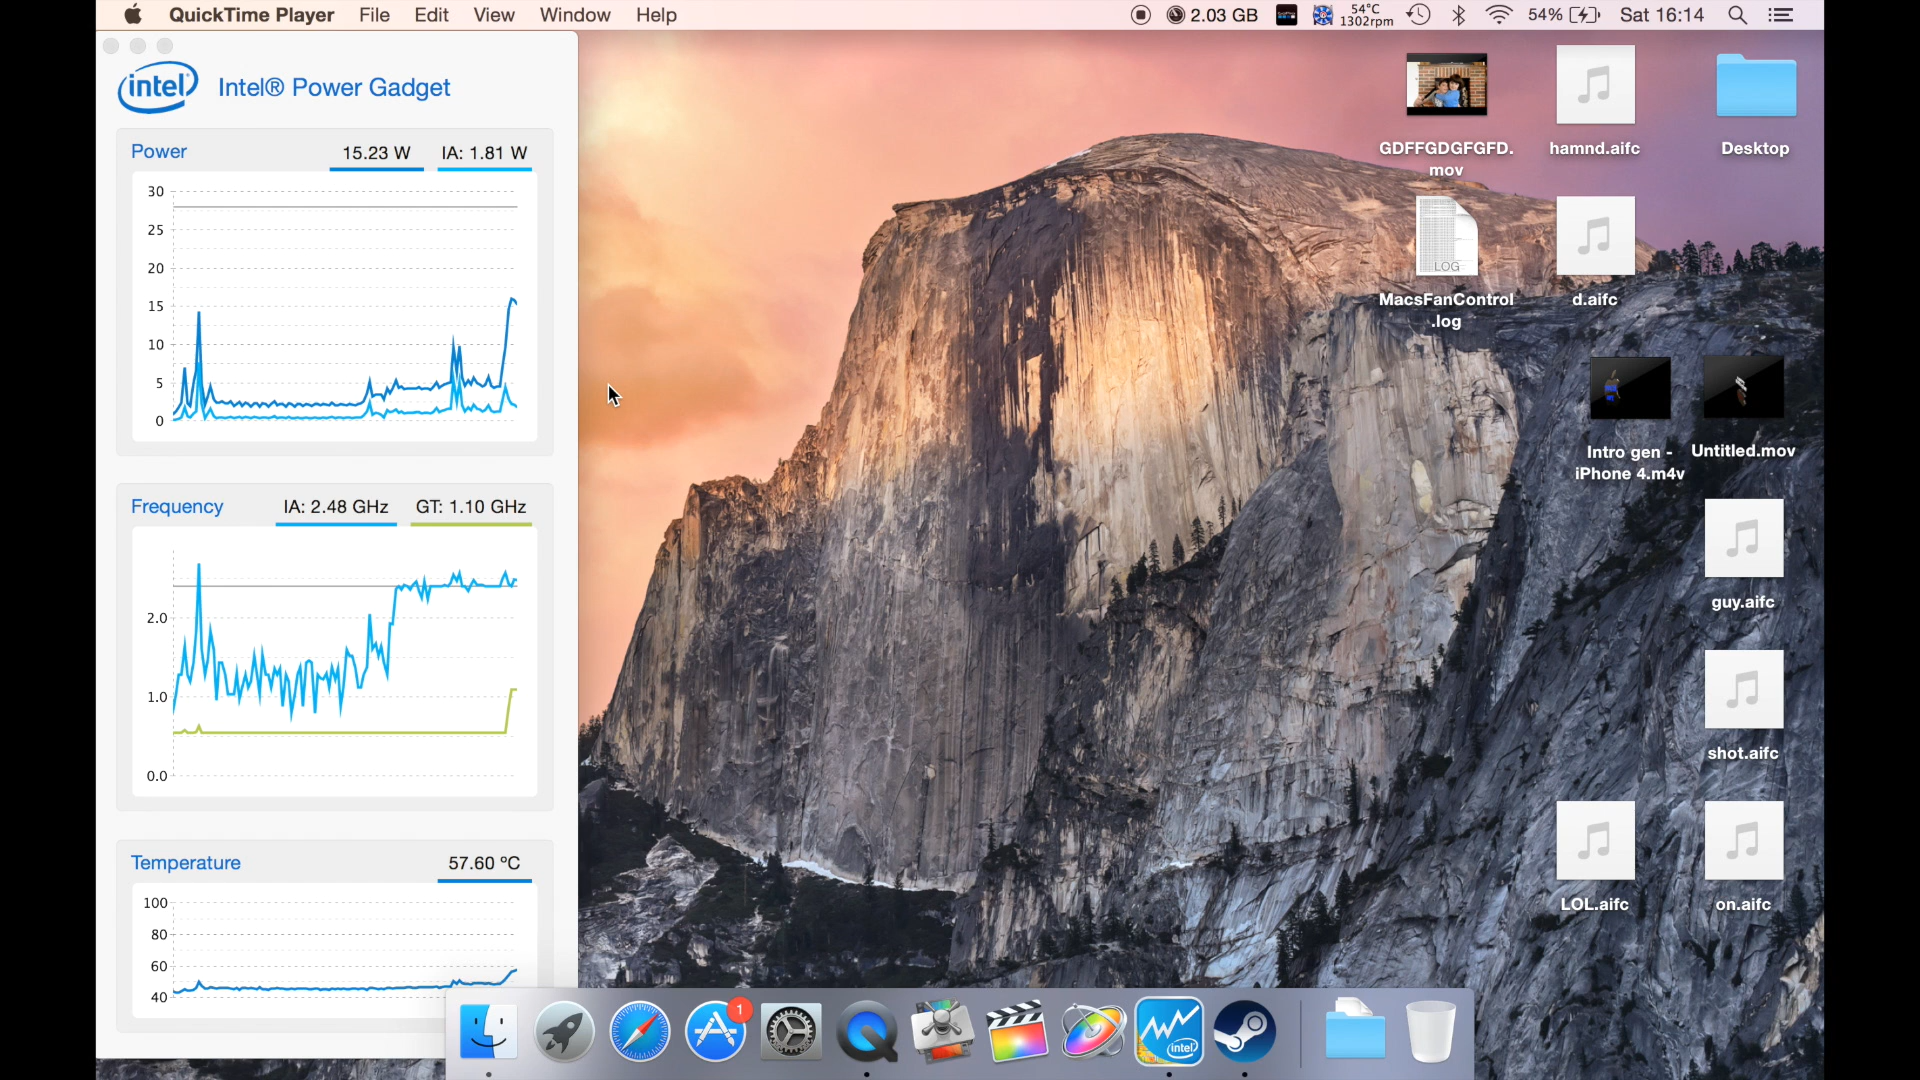 QuickTime Player File Edit View Window Help
2.03 GB 54°C 1302rpm 54% Sat 16:14
intel Intel® Power Gadget
Power 15.23 W IA: 1.81 W
30
25
20
15
10
5
0
Frequency IA: 2.48 GHz GT: 1.10 GHz
2.0
1.0
0.0
Temperature 57.60 ºC
100
80
60
40
GDFFGDGFGFD.
mov
hamnd.aifc
Desktop
LOG
MacsFanControl
.log
d.aifc
Intro gen -
iPhone 4.m4v
Untitled.mov
guy.aifc
shot.aifc
LOL.aifc
on.aifc
1
intel